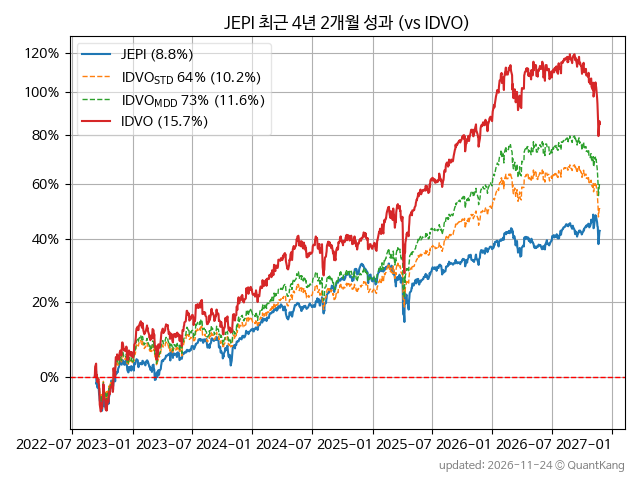 JEPI 최근 4년 2개월 성과 (vs IDVO)
JEPI (8.8%)
IDVOSTD 64% (10.2%)
IDVOMDD 73% (11.6%)
IDVO (15.7%)
120%
100%
80%
60%
40%
20%
0%
2022-07 2023-01 2023-07 2024-01 2024-07 2025-01 2025-07 2026-01 2026-07 2027-01
updated: 2026-11-24 © QuantKang